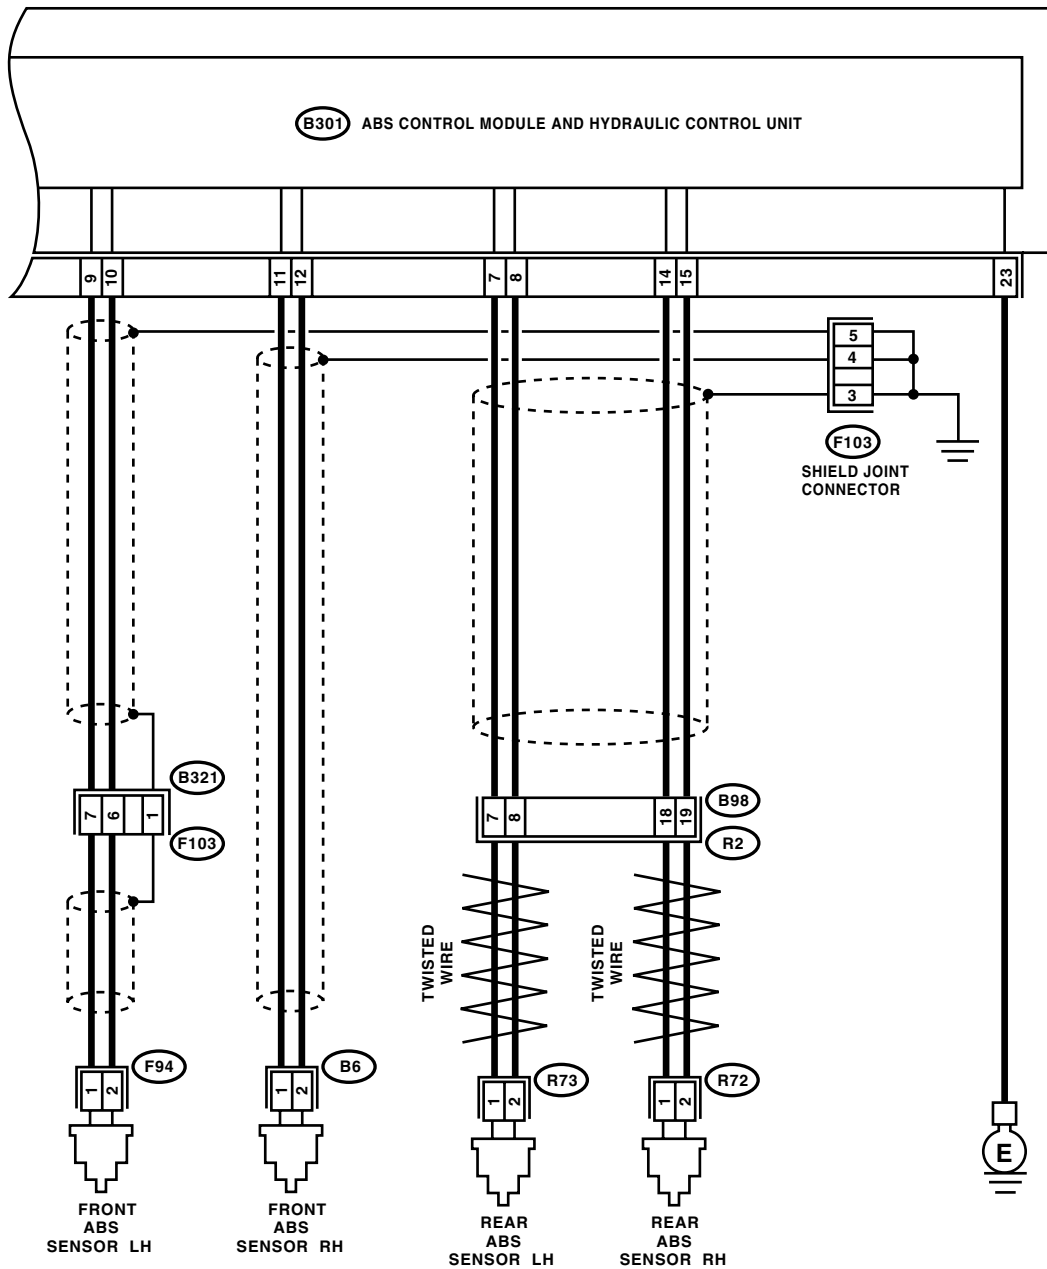 B301 ABS CONTROL MODULE AND HYDRAULIC CONTROL UNIT
9 10 11 12 7 8 14 15 23
5
4
3
F103
SHIELD JOINT
CONNECTOR
B321
7 6 1
F103
B98
7 8 18 19
R2
TWISTED
WIRE
TWISTED
WIRE
F94
1 2
B6
1 2
R73
1 2
R72
1 2
E
FRONT
ABS
SENSOR LH
FRONT
ABS
SENSOR RH
REAR
ABS
SENSOR LH
REAR
ABS
SENSOR RH